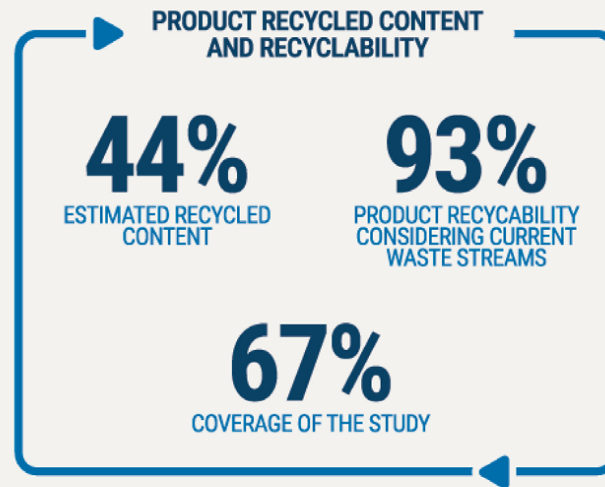 PRODUCT RECYCLED CONTENT
AND RECYCLABILITY
44%
ESTIMATED RECYCLED
CONTENT
93%
PRODUCT RECYCABILITY
CONSIDERING CURRENT
WASTE STREAMS
67%
COVERAGE OF THE STUDY